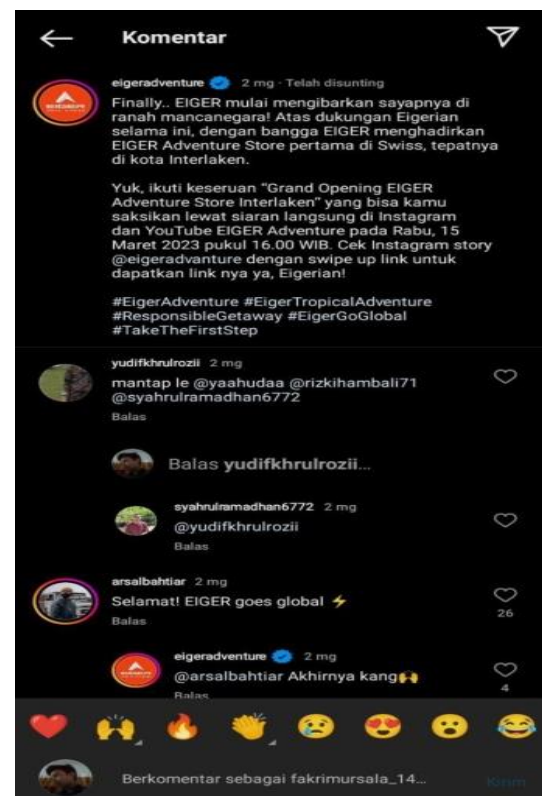 Komentar
eigeradventure 2 mg · Telah disunting
Finally.. EIGER mulai mengibarkan sayapnya di
ranah mancanegara! Atas dukungan Eigerian
selama ini, dengan bangga EIGER menghadirkan
EIGER Adventure Store pertama di Swiss, tepatnya
di kota Interlaken.
Yuk, ikuti keseruan “Grand Opening EIGER
Adventure Store Interlaken” yang bisa kamu
saksikan lewat siaran langsung di Instagram
dan YouTube EIGER Adventure pada Rabu, 15
Maret 2023 pukul 16.00 WIB. Cek Instagram story
@eigeradvanture dengan swipe up link untuk
dapatkan link nya ya, Eigerian!
#EigerAdventure #EigerTropicalAdventure
#ResponsibleGetaway #EigerGoGlobal
#TakeTheFirstStep
yudifkhrulrozii 2 mg
mantap le @yaahudaa @rizkihambali71
@syahrulramadhan6772
Balas
Balas yudifkhrulrozii...
syahrulramadhan6772 2 mg
@yudifkhrulrozii
Balas
arsalbahtiar 2 mg
Selamat! EIGER goes global ⚡
26
Balas
eigeradventure 2 mg
@arsalbahtiar Akhirnya kang🙌
4
Balas
Berkomentar sebagai fakrimursala_14...
Kirim